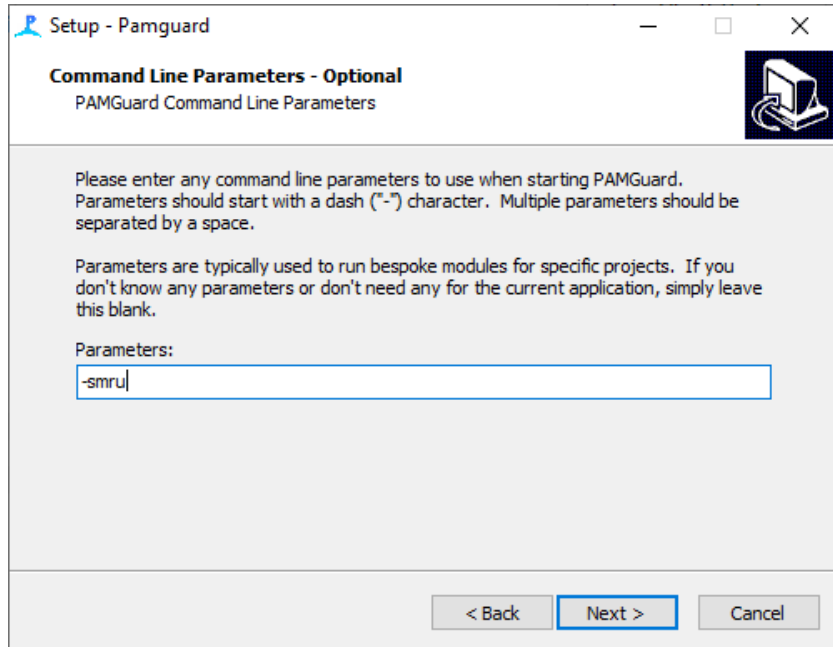 Setup - Pamguard
Command Line Parameters - Optional
PAMGuard Command Line Parameters
Please enter any command line parameters to use when starting PAMGuard.
Parameters should start with a dash ("-") character.  Multiple parameters should be
separated by a space.
Parameters are typically used to run bespoke modules for specific projects.  If you
don't know any parameters or don't need any for the current application, simply leave
this blank.
Parameters:
-smru
< Back
Next >
Cancel